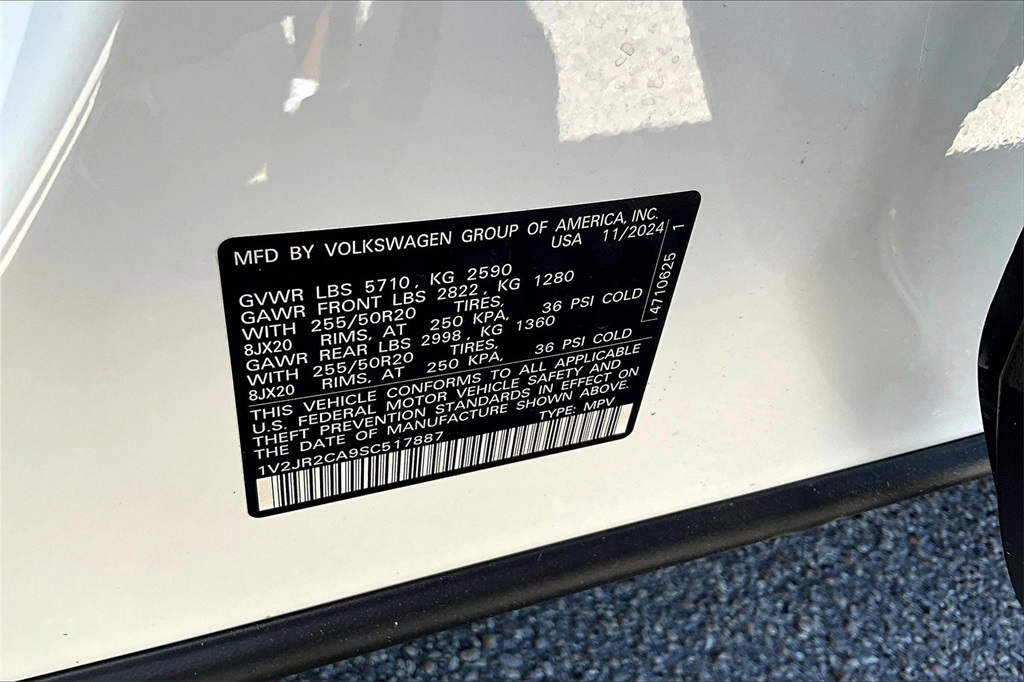 MFD BY VOLKSWAGEN GROUP OF AMERICA, INC.
USA 11/2024
GVWR LBS 5710, KG 2590
GAWR FRONT LBS 2822, KG 1280
WITH 255/50R20 TIRES,
8JX20 RIMS, AT 250 KPA, 36 PSI COLD
GAWR REAR LBS 2998, KG 1360
WITH 255/50R20 TIRES,
8JX20 RIMS, AT 250 KPA, 36 PSI COLD
THIS VEHICLE CONFORMS TO ALL APPLICABLE
U.S. FEDERAL MOTOR VEHICLE SAFETY AND
THEFT PREVENTION STANDARDS IN EFFECT ON
THE DATE OF MANUFACTURE SHOWN ABOVE.
1V2JR2CA9SC517887 TYPE: MPV
4710625 1